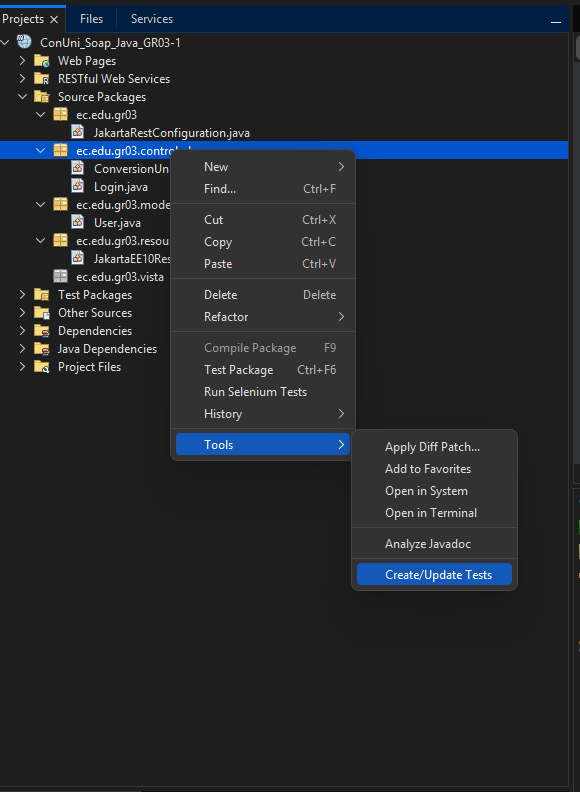 Projects Files Services
ConUni_Soap_Java_GR03-1
Web Pages
RESTful Web Services
Source Packages
ec.edu.gr03
JakartaRestConfiguration.java
ec.edu.gr03.contro
ConversionUn
Login.java
ec.edu.gr03.mode
User.java
ec.edu.gr03.resou
JakartaEE10Res
ec.edu.gr03.vista
Test Packages
Other Sources
Dependencies
Java Dependencies
Project Files
New
Find... Ctrl+F
Cut Ctrl+X
Copy Ctrl+C
Paste Ctrl+V
Delete Delete
Refactor
Compile Package F9
Test Package Ctrl+F6
Run Selenium Tests
History
Tools
Apply Diff Patch...
Add to Favorites
Open in System
Open in Terminal
Analyze Javadoc
Create/Update Tests